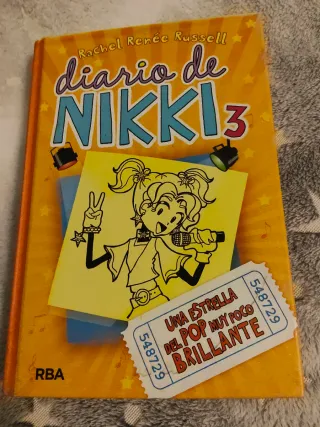 Rachel Renée Russell
diario de
NIKKI 3
UNA ESTRELLA
DEL POP MUY POCO
BRILLANTE
548729
548729
RBA